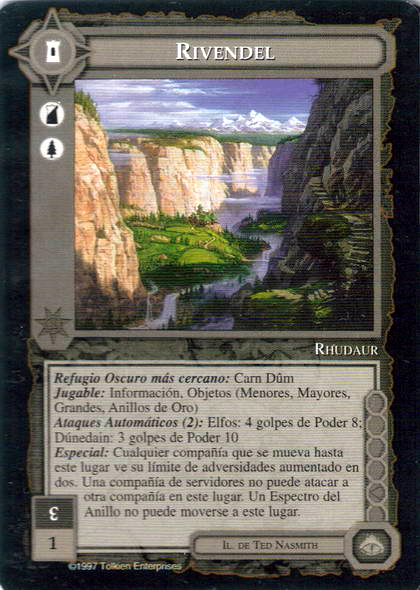 RIVENDEL
RHUDAUR
Refugio Oscuro más cercano: Carn Dûm
Jugable: Información, Objetos (Menores, Mayores,
Grandes, Anillos de Oro)
Ataques Automáticos (2): Elfos: 4 golpes de Poder 8;
Dúnedain: 3 golpes de Poder 10
Especial: Cualquier compañía que se mueva hasta
este lugar ve su límite de adversidades aumentado en
dos. Una compañía de servidores no puede atacar a
otra compañía en este lugar. Un Espectro del
Anillo no puede moverse a este lugar.
1
IL. DE TED NASMITH
©1997 Tolkien Enterprises